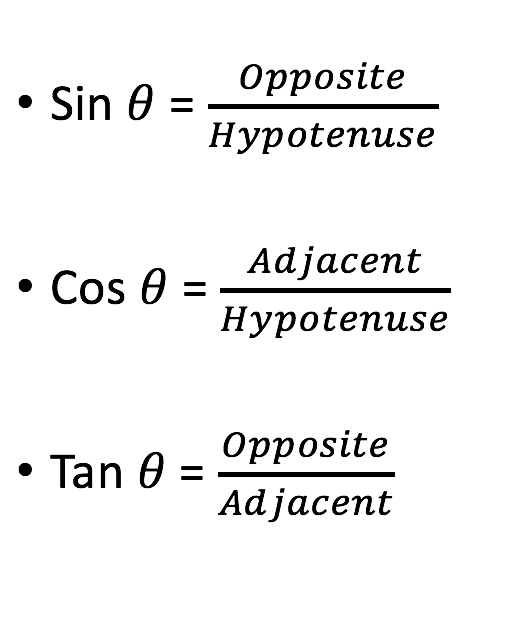 • Sin θ = Opposite / Hypotenuse
• Cos θ = Adjacent / Hypotenuse
• Tan θ = Opposite / Adjacent